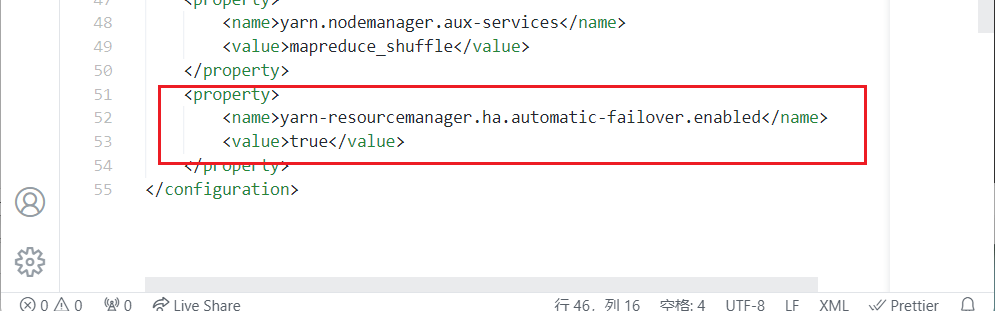 47 <property>
48 <name>yarn.nodemanager.aux-services</name>
49 <value>mapreduce_shuffle</value>
50 </property>
51 <property>
52 <name>yarn-resourcemanager.ha.automatic-failover.enabled</name>
53 <value>true</value>
54 </property>
55 </configuration>
0 0 0 Live Share 行 46，列 16 空格: 4 UTF-8 LF XML Prettier